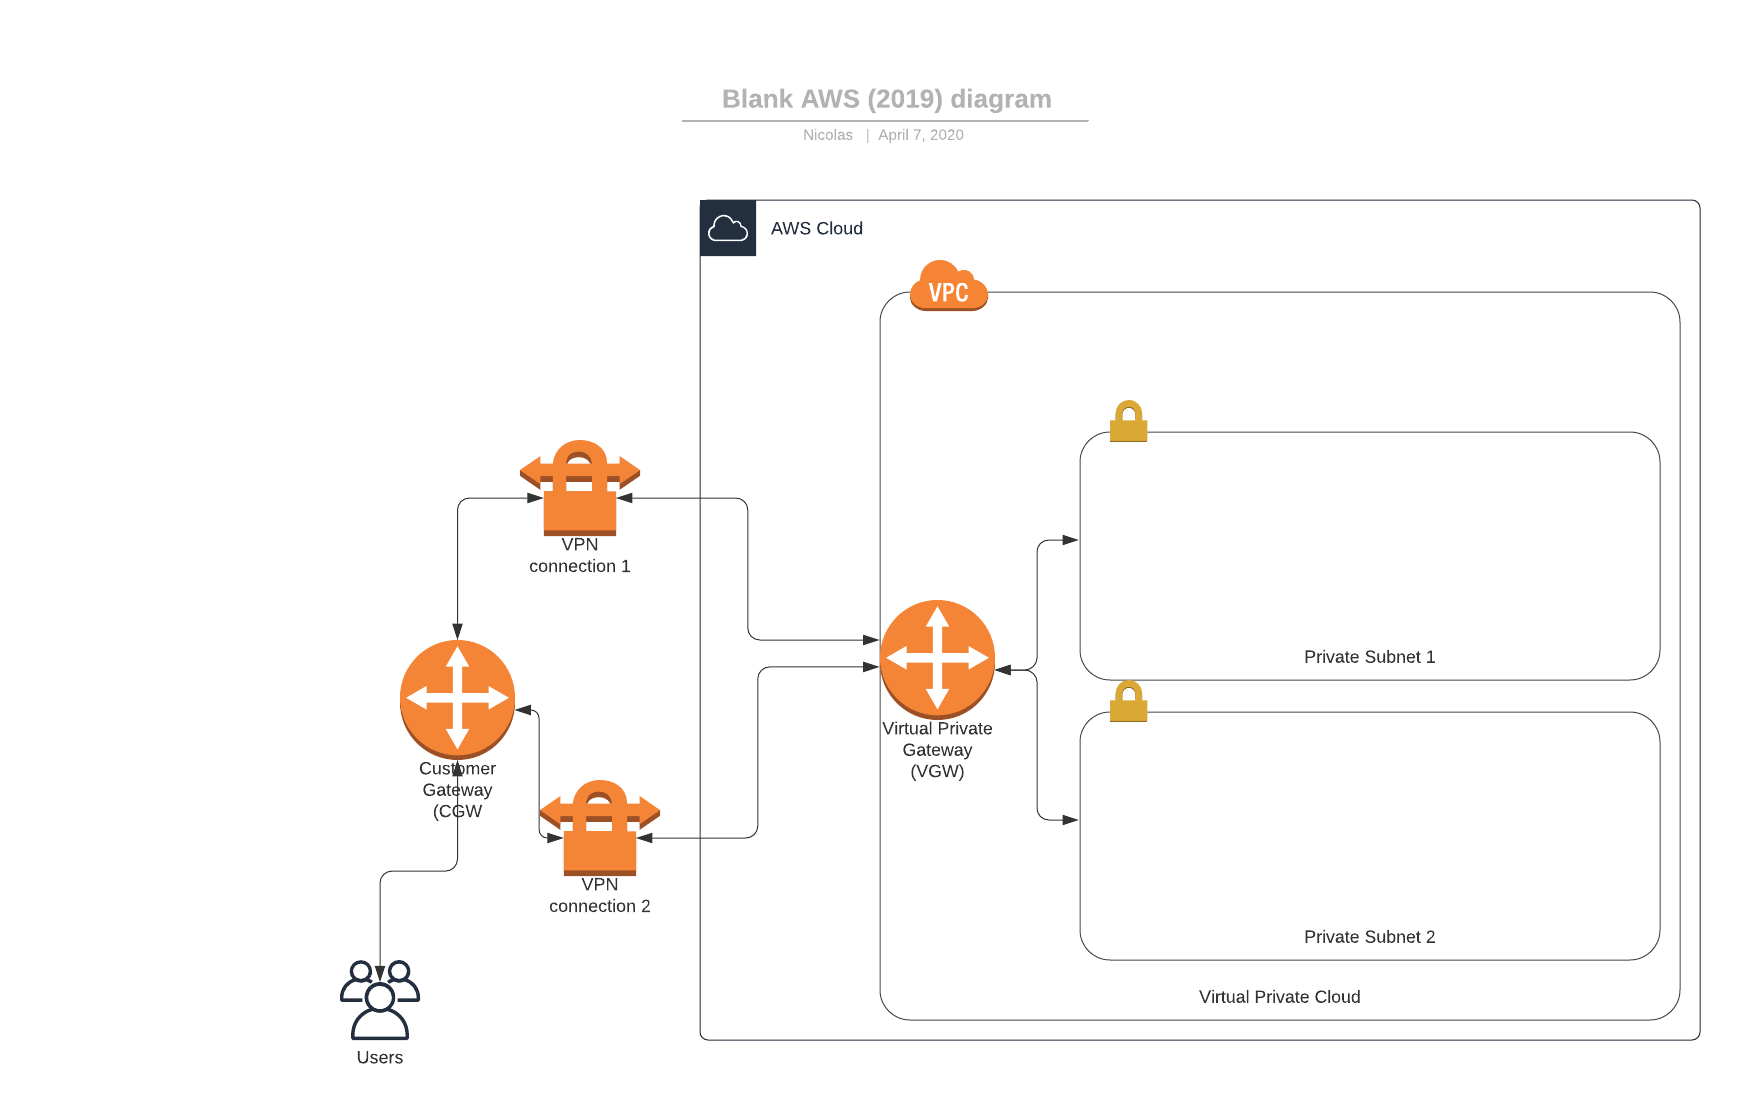 Blank AWS (2019) diagram
Nicolas | April 7, 2020
AWS Cloud
VPC
VPN
connection 1
Private Subnet 1
Virtual Private
Gateway
(VGW)
Customer
Gateway
(CGW
VPN
connection 2
Private Subnet 2
Virtual Private Cloud
Users